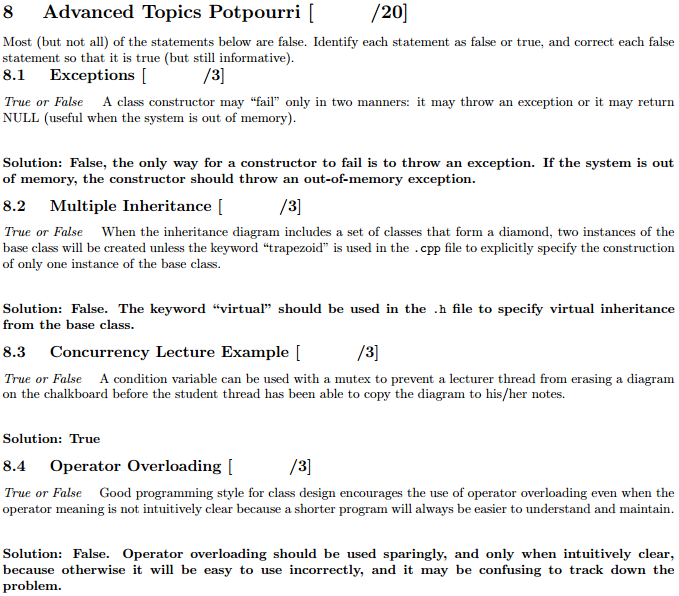 8 Advanced Topics Potpourri [ /20]
Most (but not all) of the statements below are false. Identify each statement as false or true, and correct each false
statement so that it is true (but still informative).
8.1 Exceptions [ /3]
True or False A class constructor may “fail” only in two manners: it may throw an exception or it may return
NULL (useful when the system is out of memory).
Solution: False, the only way for a constructor to fail is to throw an exception. If the system is out
of memory, the constructor should throw an out-of-memory exception.
8.2 Multiple Inheritance [ /3]
True or False When the inheritance diagram includes a set of classes that form a diamond, two instances of the
base class will be created unless the keyword “trapezoid” is used in the .cpp file to explicitly specify the construction
of only one instance of the base class.
Solution: False. The keyword “virtual” should be used in the .h file to specify virtual inheritance
from the base class.
8.3 Concurrency Lecture Example [ /3]
True or False A condition variable can be used with a mutex to prevent a lecturer thread from erasing a diagram
on the chalkboard before the student thread has been able to copy the diagram to his/her notes.
Solution: True
8.4 Operator Overloading [ /3]
True or False Good programming style for class design encourages the use of operator overloading even when the
operator meaning is not intuitively clear because a shorter program will always be easier to understand and maintain.
Solution: False. Operator overloading should be used sparingly, and only when intuitively clear,
because otherwise it will be easy to use incorrectly, and it may be confusing to track down the
problem.